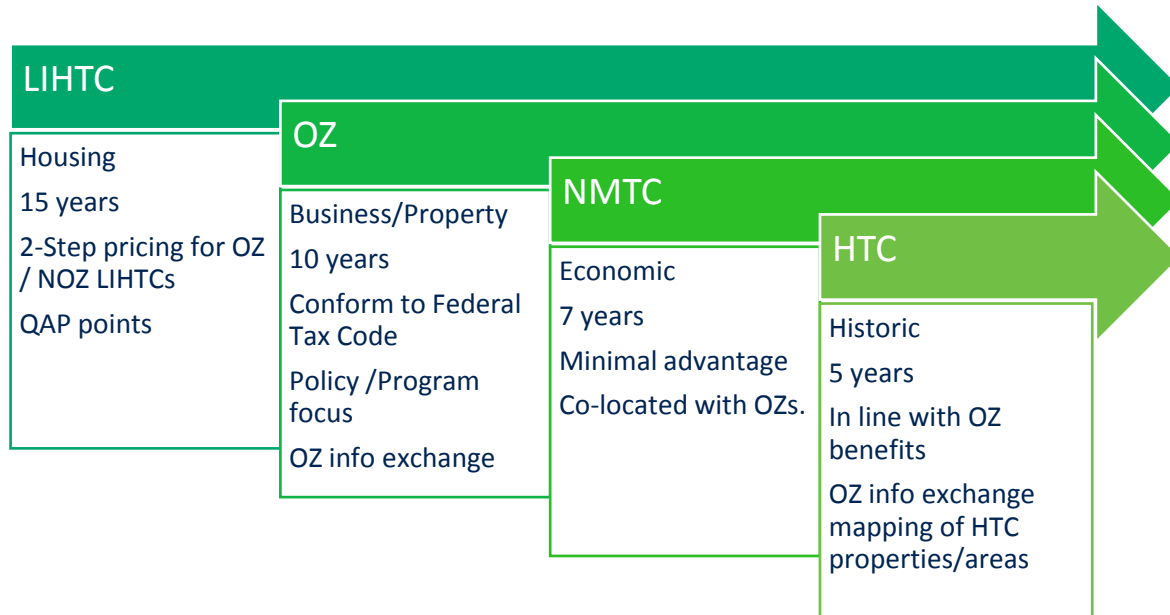 LIHTC
Housing
15 years
2-Step pricing for OZ
/ NOZ LIHTCs
QAP points
OZ
Business/Property
10 years
Conform to Federal
Tax Code
Policy /Program
focus
OZ info exchange
NMTC
Economic
7 years
Minimal advantage
Co-located with OZs.
HTC
Historic
5 years
In line with OZ
benefits
OZ info exchange
mapping of HTC
properties/areas